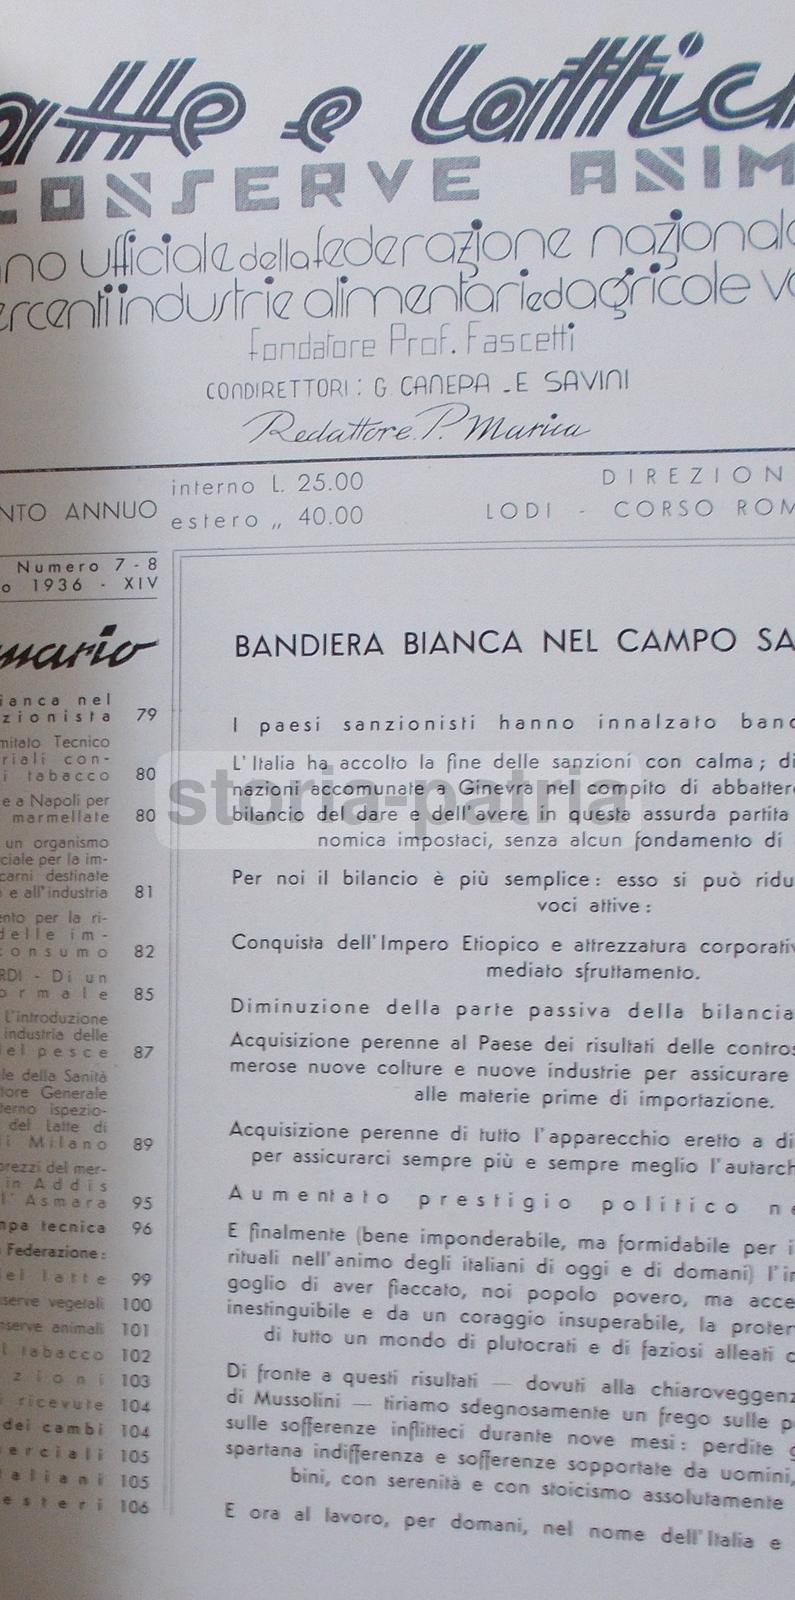 atte e Lattic
CONSERVE ANIM
no ufficiale della federazione nazionale
ercenti industrie alimentari ed agricole
Fondatore Prof. Fascetti
CONDIRETTORI: G. CANEPA - E SAVINI
Redattore P. Marica
NTO ANNUO
interno L. 25.00
estero „ 40.00
DIREZION
LODI - CORSO ROM
Numero 7 - 8
o 1936 - XIV
mario
ianca nel
zionista 79
mitato Tecnico
riali con-
i tabacco 80
e a Napoli per
marmellate 80
un organismo
ciale per la im-
carni destinate
e all'industria 81
nto per la ri-
delle im-
onsumo 82
RDI - Di un
ormale 85
L'introduzione
industria delle
del pesce 87
le della Sanità
tore Generale
terno ispezio-
del Latte di
i Milano 89
prezzi del mer-
in Addis
l'Asmara 95
mpa tecnica 96
Federazione:
del latte 99
serve vegetali 100
nserve animali 101
l tabacco 102
zioni 103
i ricevute 104
dei cambi 104
erciali 105
taliani 105
esteri 106
BANDIERA BIANCA NEL CAMPO SA
I paesi sanzionisti hanno innalzato band
L'Italia ha accolto la fine delle sanzioni con calma; di
nazioni accomunate a Ginevra nel compito di abbatter
bilancio del dare e dell'avere in questa assurda partita
nomica impostaci, senza alcun fondamento di
Per noi il bilancio è più semplice: esso si può ridu
voci attive:
Conquista dell'Impero Etiopico e attrezzatura corporativ
mediato sfruttamento.
Diminuzione della parte passiva della bilancia
Acquisizione perenne al Paese dei risultati delle contros
merose nuove colture e nuove industrie per assicurare
alle materie prime di importazione.
Acquisizione perenne di tutto l'apparecchio eretto a di
per assicurarci sempre più e sempre meglio l'autarch
Aumentato prestigio politico ne
E finalmente (bene imponderabile, ma formidabile per i
rituali nell'animo degli italiani di oggi e di domani) l'in
goglio di aver fiaccato, noi popolo povero, ma acce
inestinguibile e da un coraggio insuperabile, la proter
di tutto un mondo di plutocrati e di faziosi alleati c
Di fronte a questi risultati — dovuti alla chiaroveggenz
di Mussolini — tiriamo sdegnosamente un frego sulle p
sulle sofferenze inflitteci durante nove mesi: perdite
spartana indifferenza e sofferenze sopportate da uomini,
bini, con serenità e con stoicismo assolutamente
E ora al lavoro, per domani, nel nome dell'Italia e
storia-patria